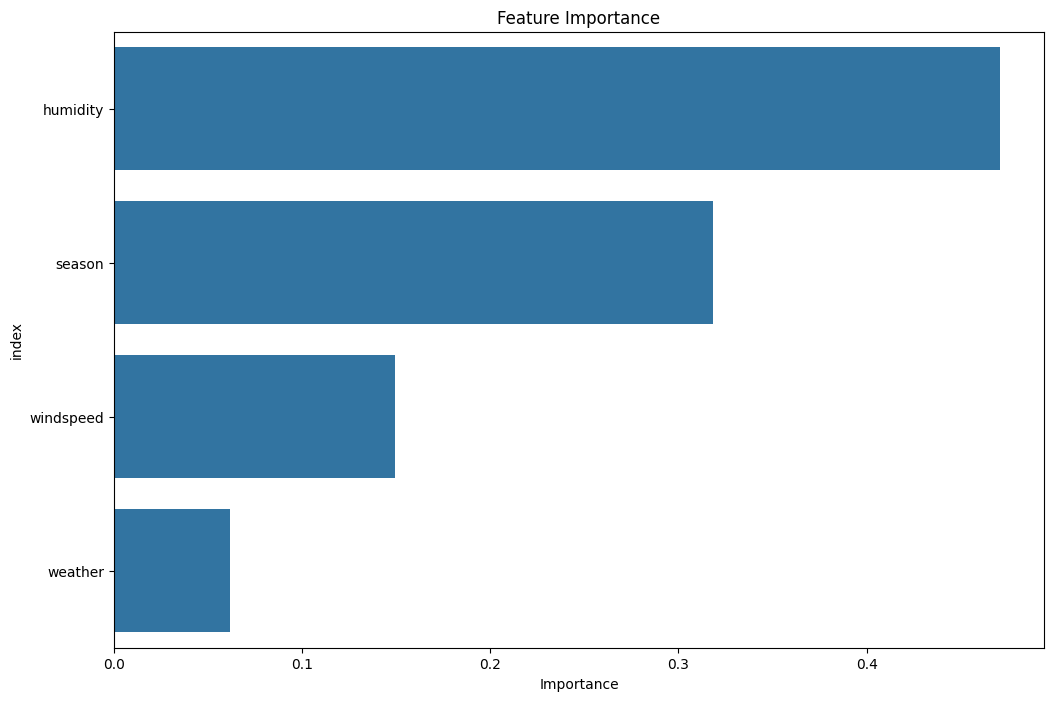 Feature Importance
humidity
season
windspeed
weather
index
0.0 0.1 0.2 0.3 0.4
Importance